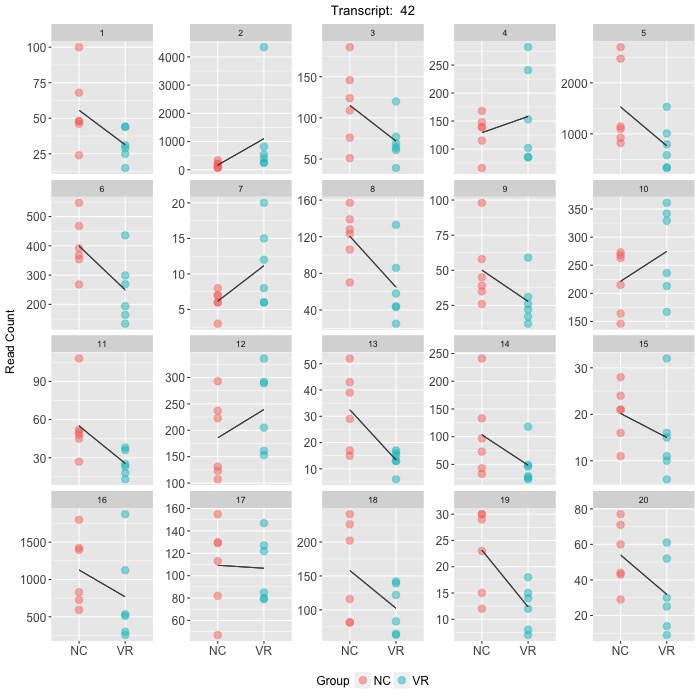 Transcript: 42
1 2 3 4 5
100 75 50 25
4000 3000 2000 1000 0
150 100 50
250 200 150 100
2000 1000
6 7 8 9 10
500 400 300 200
20 15 10 5
160 120 80 40
100 75 50 25
350 300 250 200 150
Read Count
11 12 13 14 15
90 60 30
300 250 200 150 100
50 40 30 20 10
250 200 150 100 50
30 20 10
16 17 18 19 20
1500 1000 500
160 140 120 100 80 60
200 100
30 25 20 15 10
80 60 40 20
NC VR NC VR NC VR NC VR NC VR
Group NC VR